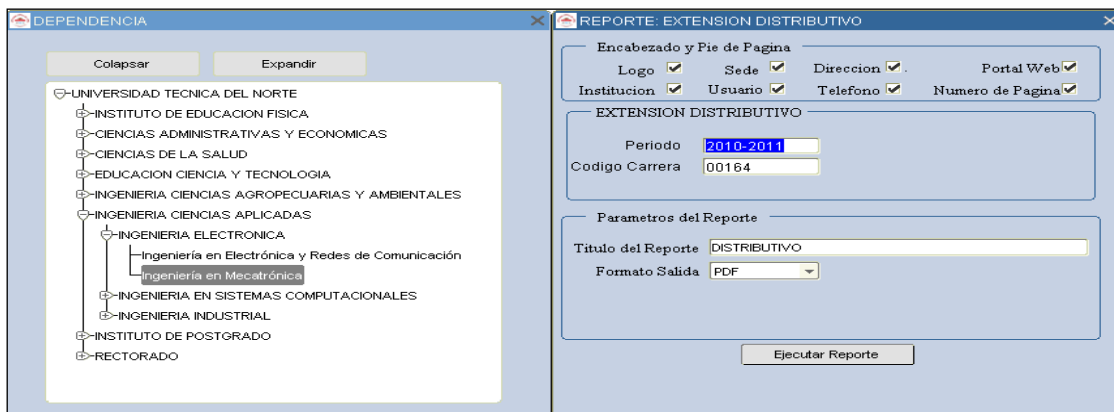 DEPENDENCIA
Colapsar Expandir
UNIVERSIDAD TECNICA DEL NORTE
INSTITUTO DE EDUCACION FISICA
CIENCIAS ADMINISTRATIVAS Y ECONOMICAS
CIENCIAS DE LA SALUD
EDUCACION CIENCIA Y TECNOLOGIA
INGENIERIA CIENCIAS AGROPECUARIAS Y AMBIENTALES
INGENIERIA CIENCIAS APLICADAS
INGENIERIA ELECTRONICA
Ingeniería en Electrónica y Redes de Comunicación
Ingeniería en Mecatrónica
INGENIERIA EN SISTEMAS COMPUTACIONALES
INGENIERIA INDUSTRIAL
INSTITUTO DE POSTGRADO
RECTORADO
REPORTE: EXTENSION DISTRIBUTIVO
Encabezado y Pie de Pagina
Logo Sede Direccion . Portal Web
Institucion Usuario Telefono Numero de Pagina
EXTENSION DISTRIBUTIVO
Periodo 2010-2011
Codigo Carrera 00164
Parametros del Reporte
Titulo del Reporte DISTRIBUTIVO
Formato Salida PDF
Ejecutar Reporte